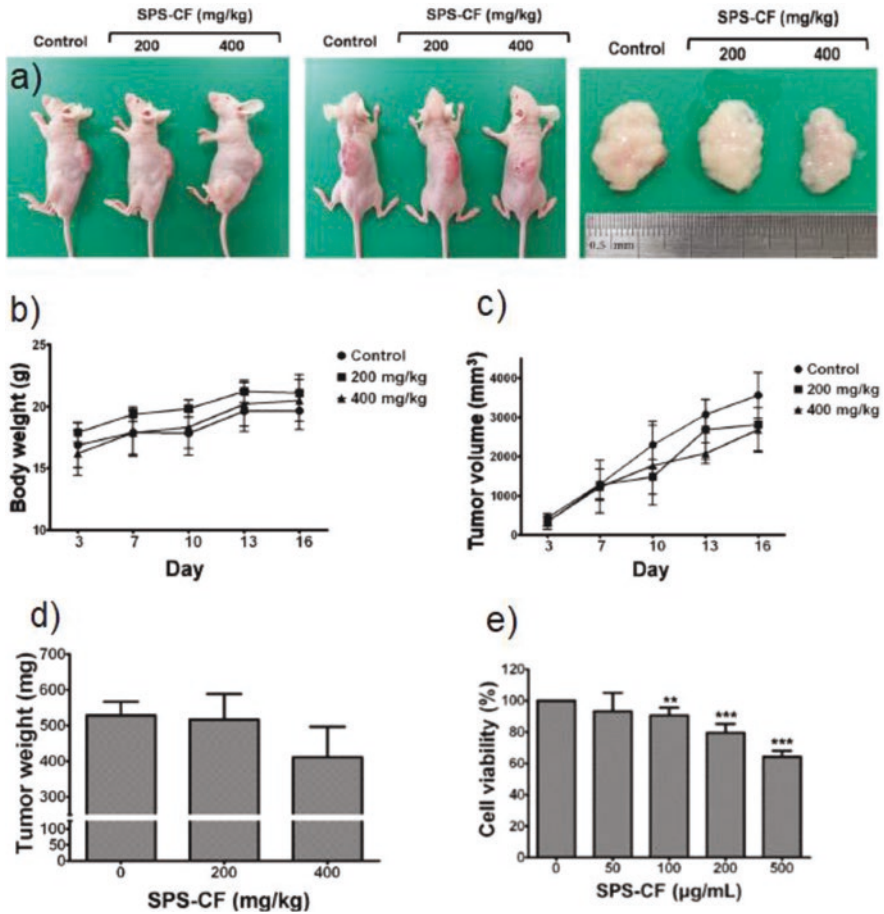 SPS-CF (mg/kg) SPS-CF (mg/kg) SPS-CF (mg/kg)
Control 200 400 Control 200 400 Control 200 400
a)
0.5 mm
b) c)
25
20
15
10
Body weight (g)
3 7 10 13 16
Day
Control
200 mg/kg
400 mg/kg
4000
3000
2000
1000
0
Tumor volume (mm³)
3 7 10 13 16
Day
Control
200 mg/kg
400 mg/kg
d) e)
700
600
500
400
300
100
50
0
Tumor weight (mg)
0 200 400
SPS-CF (mg/kg)
120
100
80
60
40
20
0
Cell viability (%)
** *** ***
0 50 100 200 500
SPS-CF (µg/mL)